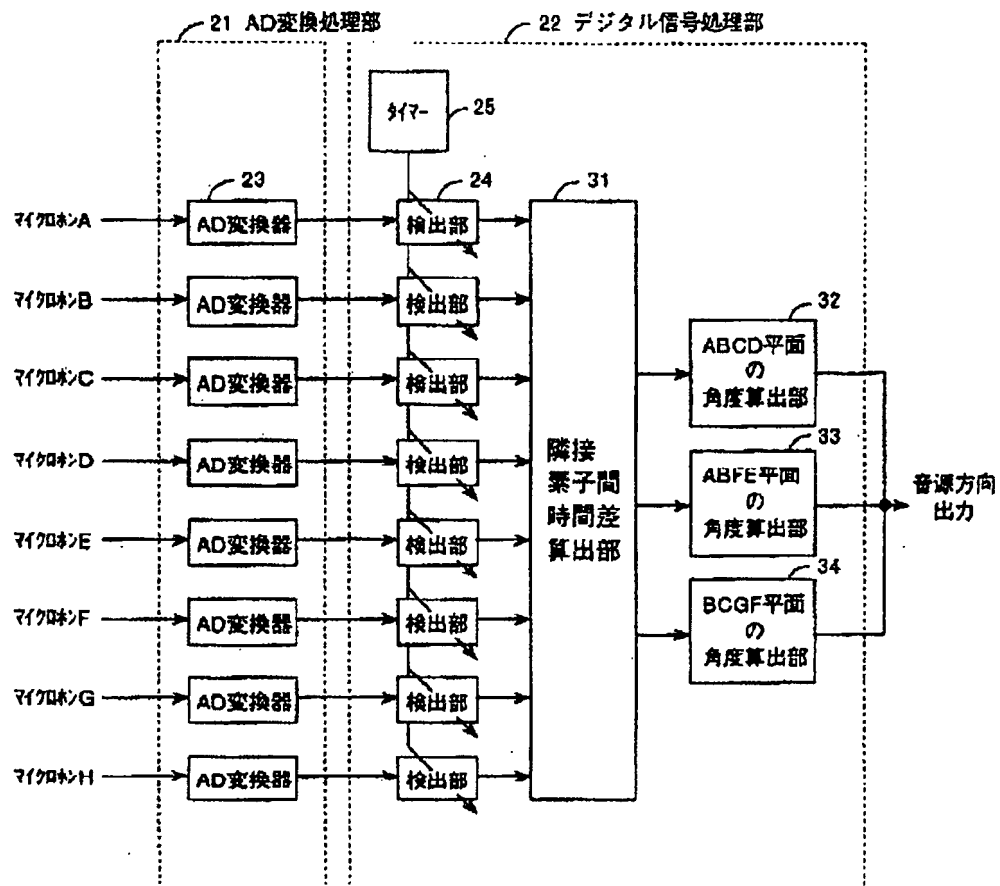 21 AD変換処理部
22 デジタル信号処理部
タイマー
25
23
24
31
マイクロホンA
AD変換器
検出部
マイクロホンB
AD変換器
検出部
マイクロホンC
AD変換器
検出部
マイクロホンD
AD変換器
検出部
マイクロホンE
AD変換器
検出部
マイクロホンF
AD変換器
検出部
マイクロホンG
AD変換器
検出部
マイクロホンH
AD変換器
検出部
隣接
素子間
時間差
算出部
32
ABCD平面
の
角度算出部
33
ABFE平面
の
角度算出部
34
BCGF平面
の
角度算出部
音源方向
出力